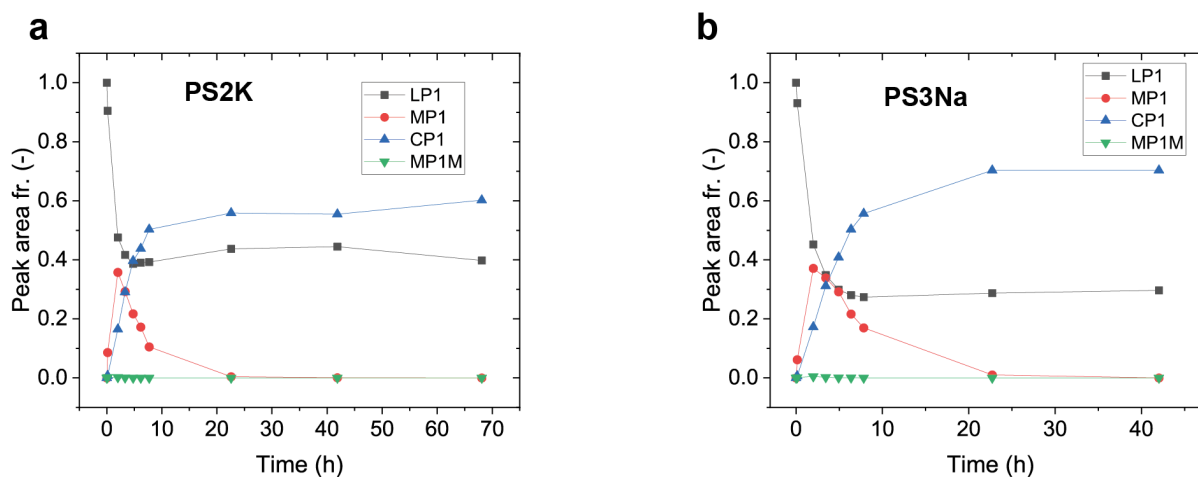 a
PS2K
LP1
MP1
CP1
MP1M
Peak area fr. (-)
1.0
0.8
0.6
0.4
0.2
0.0
0 10 20 30 40 50 60 70
Time (h)
b
PS3Na
LP1
MP1
CP1
MP1M
Peak area fr. (-)
1.0
0.8
0.6
0.4
0.2
0.0
0 10 20 30 40
Time (h)